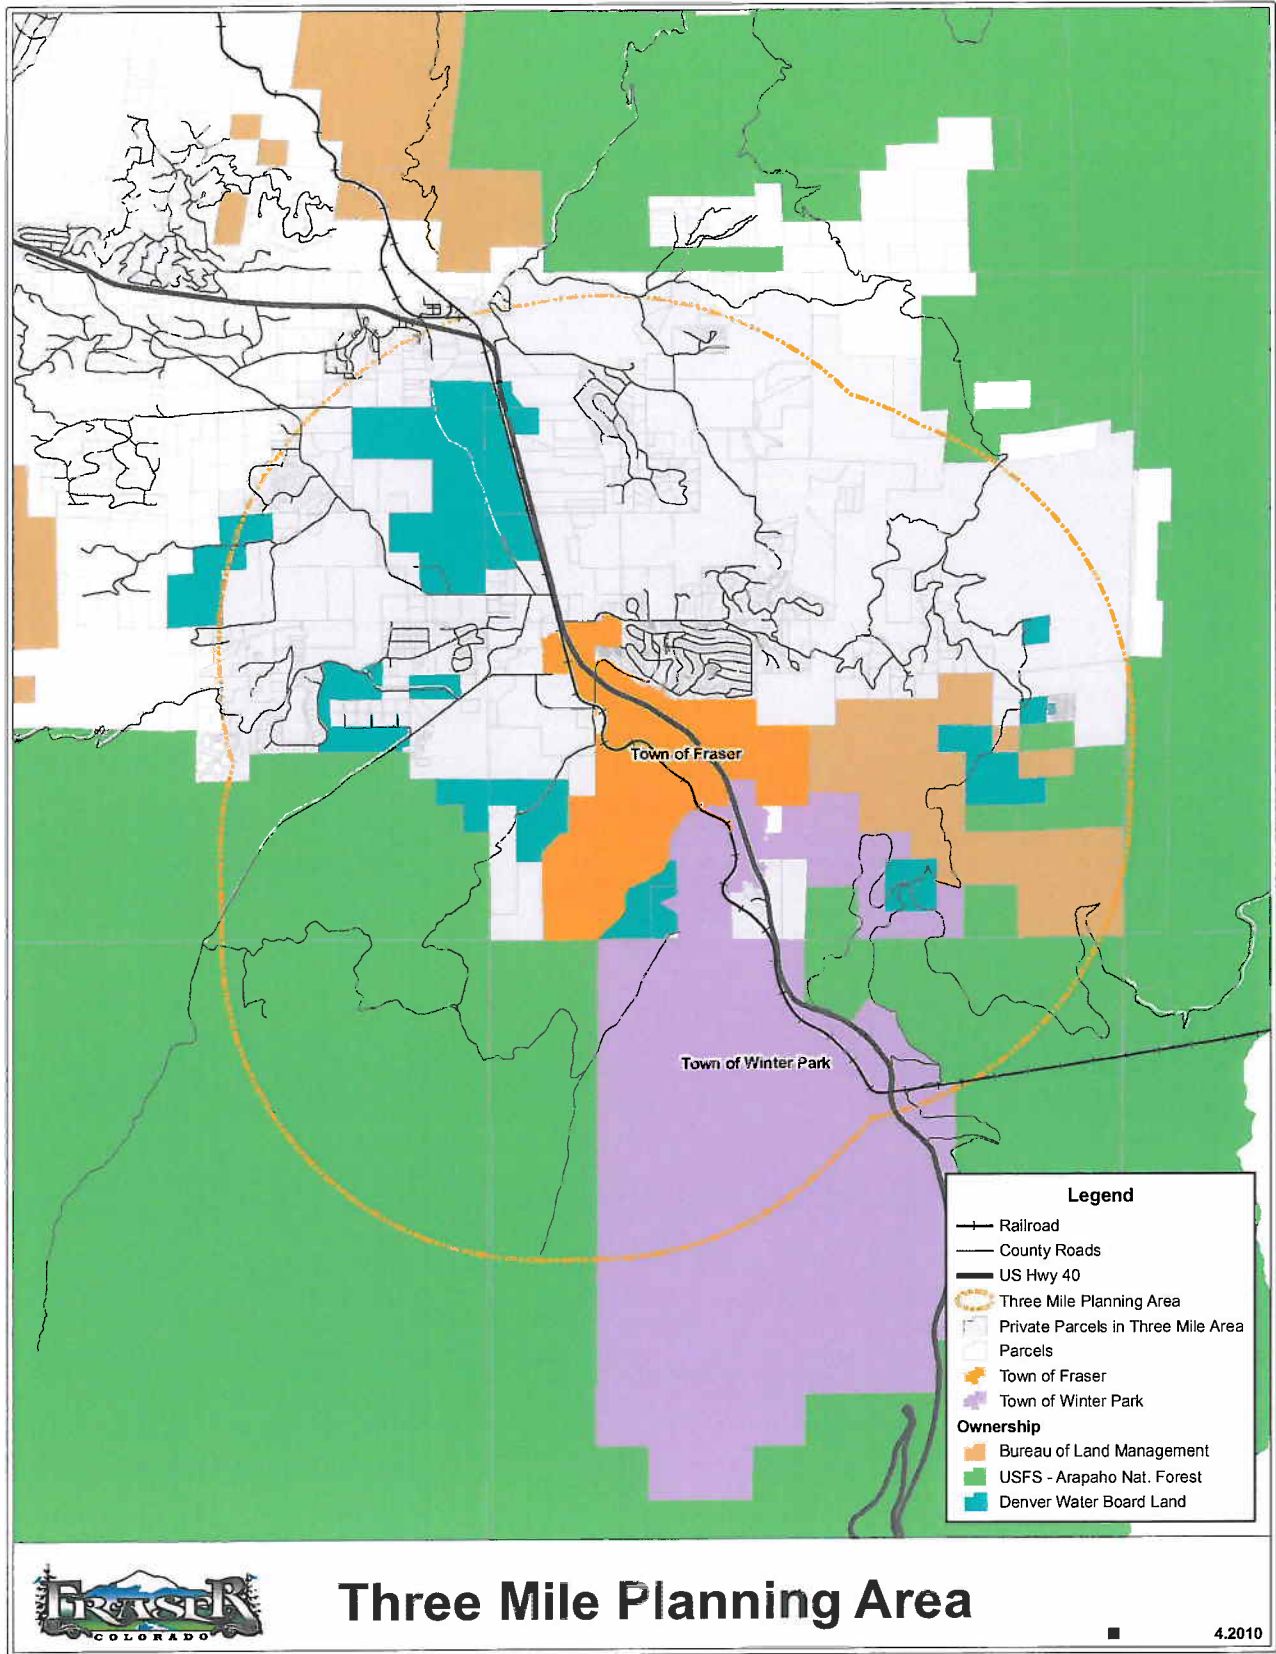 Town of Fraser
Town of Winter Park
Legend
Railroad
County Roads
US Hwy 40
Three Mile Planning Area
Private Parcels in Three Mile Area
Parcels
Town of Fraser
Town of Winter Park
Ownership
Bureau of Land Management
USFS - Arapaho Nat. Forest
Denver Water Board Land
FRASER
COLORADO
Three Mile Planning Area
4.2010